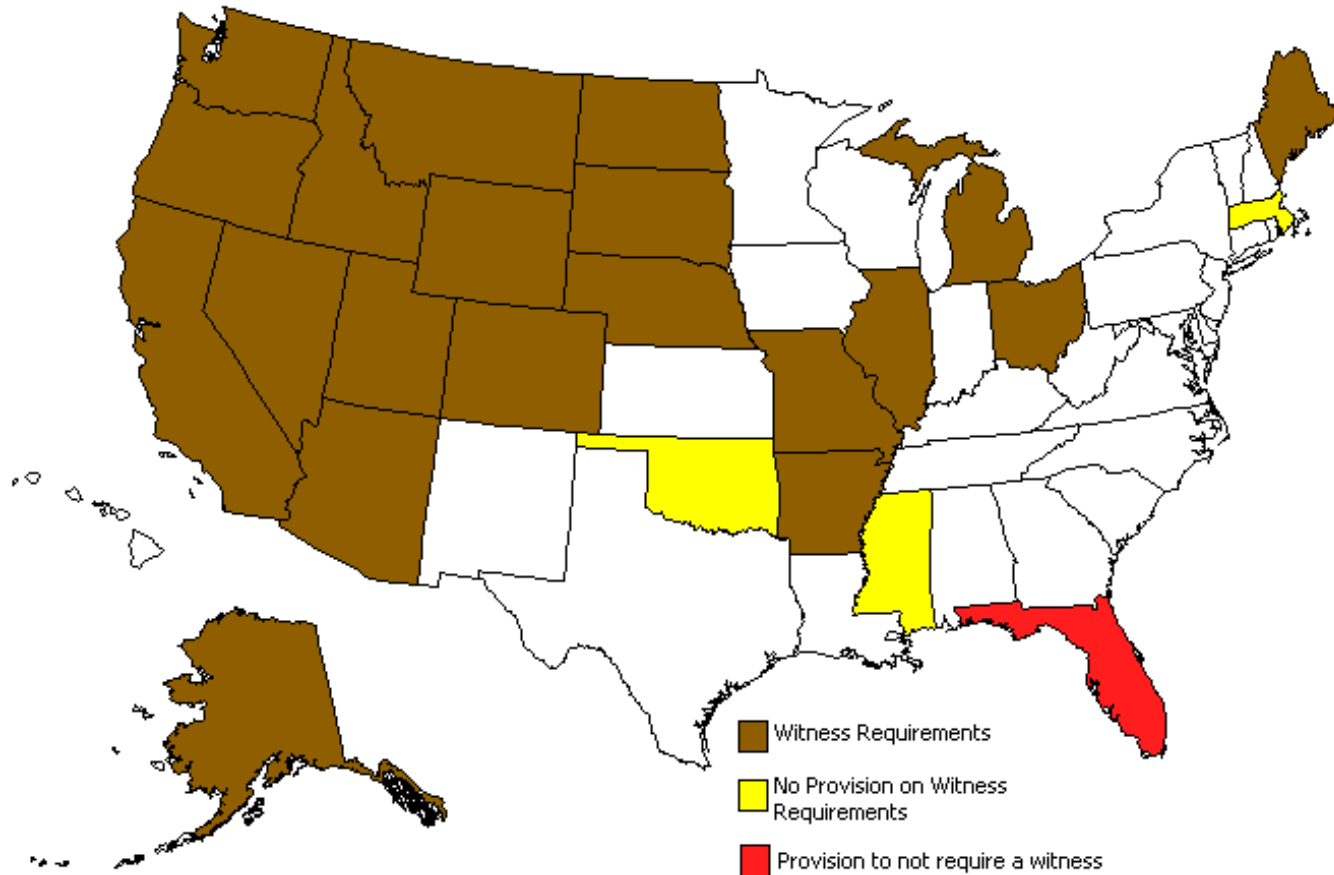 Witness Requirements
No Provision on Witness
Requirements
Provision to not require a witness